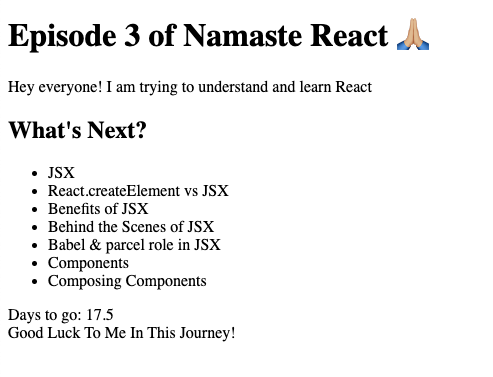 Episode 3 of Namaste React 🙏🏼
Hey everyone! I am trying to understand and learn React
What's Next?
• JSX
• React.createElement vs JSX
• Benefits of JSX
• Behind the Scenes of JSX
• Babel & parcel role in JSX
• Components
• Composing Components
Days to go: 17.5
Good Luck To Me In This Journey!